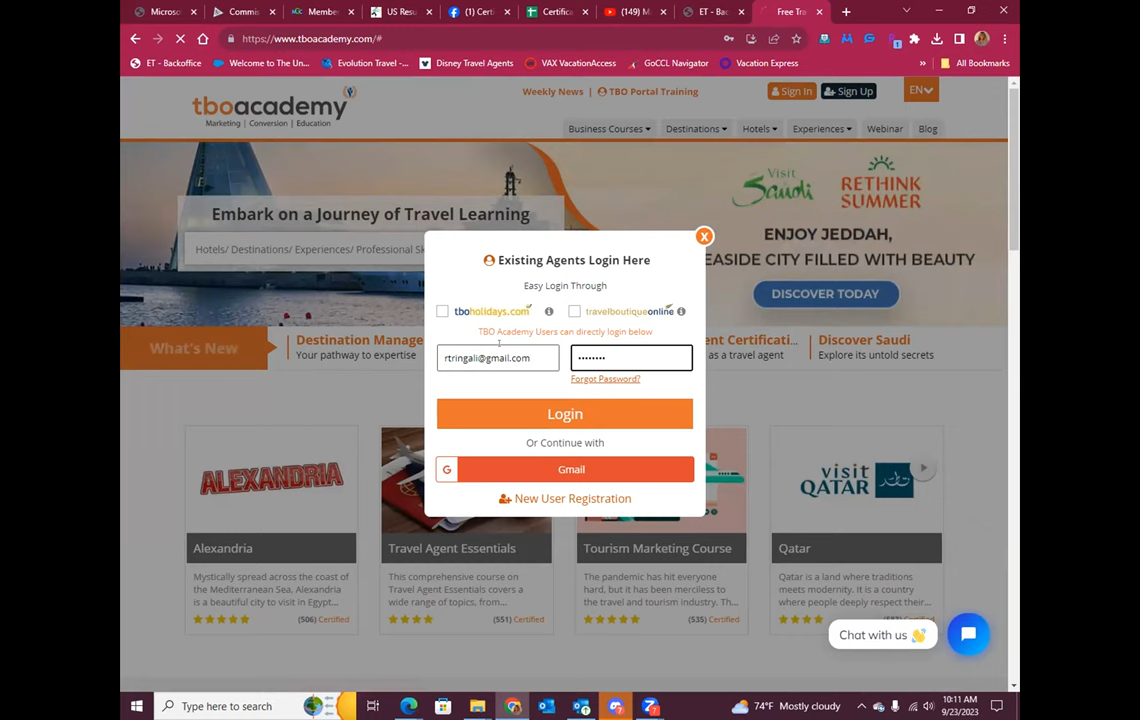 Microso
Commis
Membe
US Resu
(1) Certi
Certifica
(149) M
ET - Bac
Free Tra
https://www.tboacademy.com/#
ET - Backoffice
Welcome to The Un...
Evolution Travel -...
Disney Travel Agents
VAX VacationAccess
GoCCL Navigator
Vacation Express
»
All Bookmarks
tboacademy
Marketing | Conversion | Education
Weekly News | TBO Portal Training
Sign In
Sign Up
EN
Business Courses
Destinations
Hotels
Experiences
Webinar
Blog
Embark on a Journey of Travel Learning
Hotels/ Destinations/ Experiences/ Professional Sk
VISIT
Saudi
RETHINK
SUMMER
ENJOY JEDDAH,
EASIDE CITY FILLED WITH BEAUTY
DISCOVER TODAY
X
Existing Agents Login Here
Easy Login Through
tboholidays.com
travelboutiqueonline
TBO Academy Users can directly login below
rtringali@gmail.com
••••••••
Forgot Password?
Login
Or Continue with
G
Gmail
New User Registration
What's New
Destination Manage
Your pathway to expertise
ent Certificati...
as a travel agent
Discover Saudi
Explore its untold secrets
ALEXANDRIA
VISIT
QATAR
Alexandria
Mystically spread across the coast of
the Mediterranean Sea, Alexandria
is a beautiful city to visit in Egypt...
(506) Certified
Travel Agent Essentials
This comprehensive course on
Travel Agent Essentials covers a
wide range of topics, from...
(551) Certified
Tourism Marketing Course
The pandemic has hit everyone
hard, but it has been merciless to
the travel and tourism industry. Th...
(535) Certified
Qatar
Qatar is a land where traditions
meets modernity. It is a country
where people deeply respect their...
Certified
Chat with us 👋
Type here to search
74°F Mostly cloudy
10:11 AM
9/23/2023